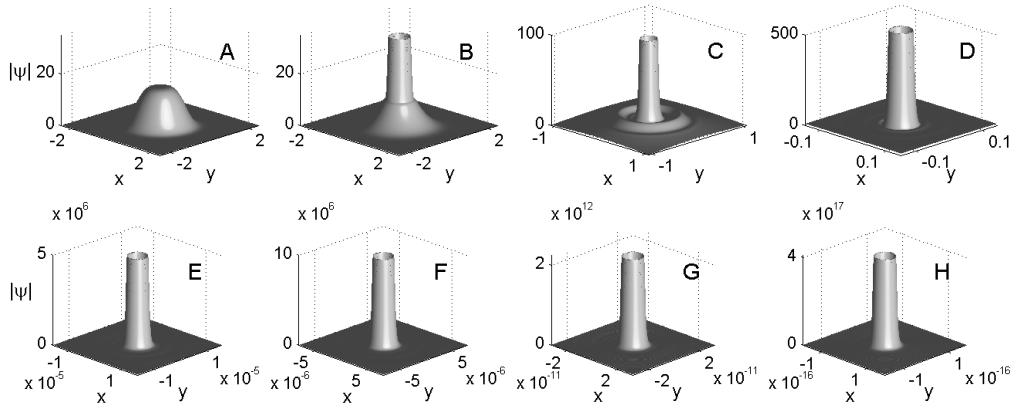 |ψ| 20 0 -2 x 2 -2 y 2 A
20 0 -2 x 2 -2 y 2 B
100 0 -1 x 1 -1 y 1 C
500 0 -0.1 x 0.1 -0.1 y 0.1 D
x 10^6 |ψ| 5 0 -1 x 10^-5 x 1 -1 y 1 x 10^-5 E
x 10^6 10 0 -5 x 10^-6 x 5 -5 y 5 x 10^-6 F
x 10^12 2 0 -2 x 10^-11 x 2 -2 y 2 x 10^-11 G
x 10^17 4 0 -1 x 10^-16 x 1 -1 y 1 x 10^-16 H